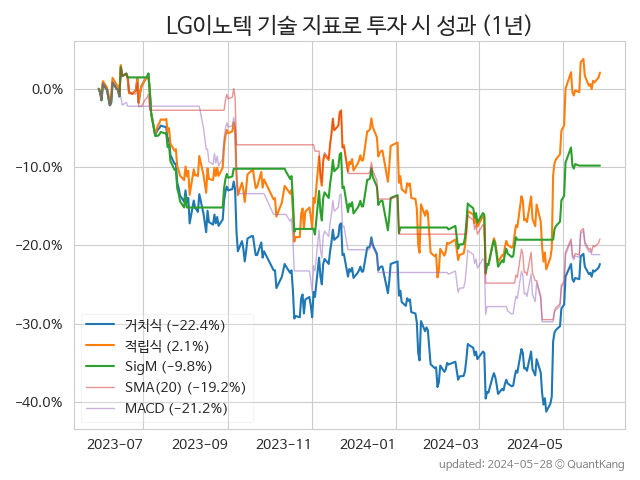 LG이노텍 기술 지표로 투자 시 성과 (1년)
0.0%
−10.0%
−20.0%
−30.0%
−40.0%
거치식 (−22.4%)
적립식 (2.1%)
SigM (−9.8%)
SMA(20) (−19.2%)
MACD (−21.2%)
2023−07 2023−09 2023−11 2024−01 2024−03 2024−05
updated: 2024−05−28 © QuantKang